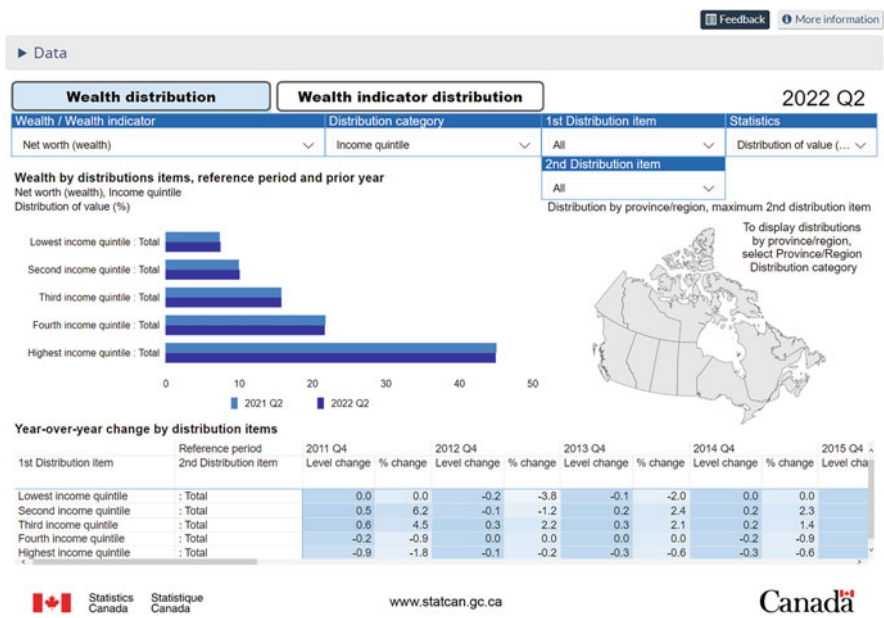 Feedback
More information
Data
Wealth distribution
Wealth indicator distribution
2022 Q2
Wealth / Wealth indicator
Distribution category
1st Distribution item
Statistics
Net worth (wealth)
Income quintile
All
Distribution of value (...
2nd Distribution item
All
Wealth by distributions items, reference period and prior year
Net worth (wealth), Income quintile
Distribution of value (%)
Distribution by province/region, maximum 2nd distribution item
To display distributions
by province/region,
select Province/Region
Distribution category
Lowest income quintile : Total
Second income quintile : Total
Third income quintile : Total
Fourth income quintile : Total
Highest income quintile : Total
0 10 20 30 40 50
2021 Q2 2022 Q2
Year-over-year change by distribution items
Reference period 2011 Q4 2012 Q4 2013 Q4 2014 Q4 2015 Q4
1st Distribution item 2nd Distribution item Level change % change Level change % change Level change % change Level change % change Level cha
Lowest income quintile : Total 0.0 0.0 -0.2 -3.8 -0.1 -2.0 0.0 0.0
Second income quintile : Total 0.5 6.2 -0.1 -1.2 0.2 2.4 0.2 2.3
Third income quintile : Total 0.6 4.5 0.3 2.2 0.3 2.1 0.2 1.4
Fourth income quintile : Total -0.2 -0.9 0.0 0.0 0.0 0.0 -0.2 -0.9
Highest income quintile : Total -0.9 -1.8 -0.1 -0.2 -0.3 -0.6 -0.3 -0.6
Statistics Statistique
Canada Canada
www.statcan.gc.ca
Canada